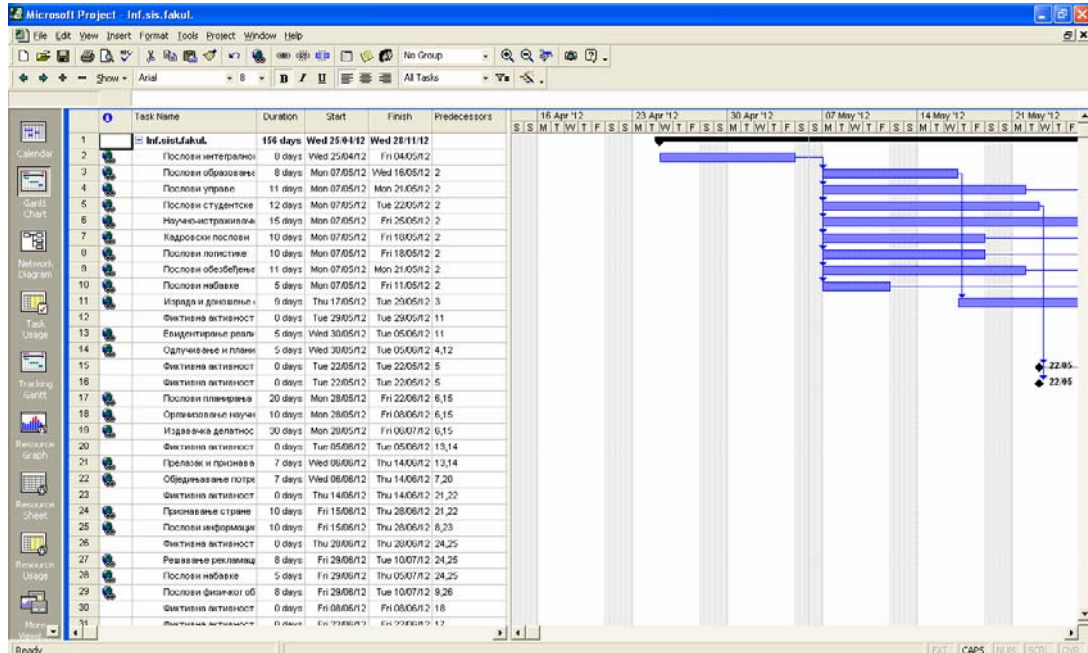 Microsoft Project - Inf.sis.fakul.
File Edit View Insert Format Tools Project Window Help
No Group
Show Arial 8 B I U All Tasks
Task Name Duration Start Finish Predecessors
16 Apr '12 23 Apr '12 30 Apr '12 07 May '12 14 May '12 21 May '12
S S M T W T F S S M T W T F S S M T W T F S S M T W T F S S M T W T F S S M T W T F
1 Inf.sist.fakul. 156 days Wed 25/04/12 Wed 28/11/12
2 Послови интегрално 8 days Wed 25/04/12 Fri 04/05/12
3 Послови образовања 8 days Mon 07/05/12 Wed 16/05/12 2
4 Послови управе 11 days Mon 07/05/12 Mon 21/05/12 2
5 Послови студентске 12 days Mon 07/05/12 Tue 22/05/12 2
6 Научно-истраживачк 15 days Mon 07/05/12 Fri 25/05/12 2
7 Кадровски послови 10 days Mon 07/05/12 Fri 18/05/12 2
8 Послови логистике 10 days Mon 07/05/12 Fri 18/05/12 2
9 Послови обезбеђења 11 days Mon 07/05/12 Mon 21/05/12 2
10 Послови набавке 5 days Mon 07/05/12 Fri 11/05/12 2
11 Израда и доношење 9 days Thu 17/05/12 Tue 29/05/12 3
12 Фиктивна активност 0 days Tue 29/05/12 Tue 29/05/12 11
13 Евидентирање реали 5 days Wed 30/05/12 Tue 05/06/12 11
14 Одлучивање и плани 5 days Wed 30/05/12 Tue 05/06/12 4,12
15 Фиктивна активност 0 days Tue 22/05/12 Tue 22/05/12 5
22.05
16 Фиктивна активност 0 days Tue 22/05/12 Tue 22/05/12 5
22.05
17 Послови планирања 20 days Mon 28/05/12 Fri 22/06/12 6,15
18 Организовање научн 10 days Mon 28/05/12 Fri 08/06/12 6,15
19 Издавачка делатнос 30 days Mon 28/05/12 Fri 06/07/12 6,15
20 Фиктивна активност 0 days Tue 05/06/12 Tue 05/06/12 13,14
21 Прелазак и признава 7 days Wed 06/06/12 Thu 14/06/12 13,14
22 Обједињавање потре 7 days Wed 06/06/12 Thu 14/06/12 7,20
23 Фиктивна активност 0 days Thu 14/06/12 Thu 14/06/12 21,22
24 Признавање стране 10 days Fri 15/06/12 Thu 28/06/12 21,22
25 Послови информаци 10 days Fri 15/06/12 Thu 28/06/12 8,23
26 Фиктивна активност 0 days Thu 28/06/12 Thu 28/06/12 24,25
27 Решавање рекламац 8 days Fri 29/06/12 Tue 10/07/12 24,25
28 Послови набавке 5 days Fri 29/06/12 Thu 05/07/12 24,25
29 Послови физичког об 8 days Fri 29/06/12 Tue 10/07/12 9,26
30 Фиктивна активност 0 days Fri 08/06/12 Fri 08/06/12 18
31 Фиктивна активност 0 days Fri 22/06/12 Fri 22/06/12 17
Calendar
Gantt Chart
Network Diagram
Task Usage
Tracking Gantt
Resource Graph
Resource Sheet
Resource Usage
More Views...
Ready
EXT CAPS NUM SCRL OVR